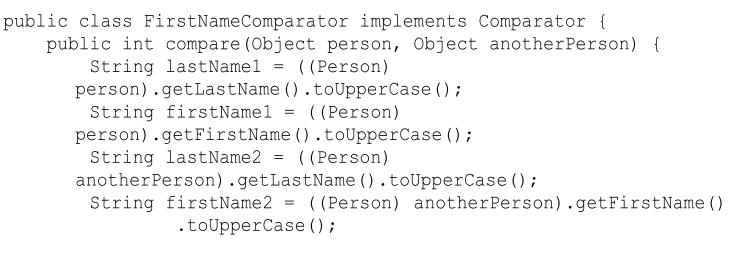 public class FirstNameComparator implements Comparator {
public int compare(Object person, Object anotherPerson) {
String lastName1 = ((Person)
person).getLastName().toUpperCase();
String firstName1 = ((Person)
person).getFirstName().toUpperCase();
String lastName2 = ((Person)
anotherPerson).getLastName().toUpperCase();
String firstName2 = ((Person) anotherPerson).getFirstName()
.toUpperCase();